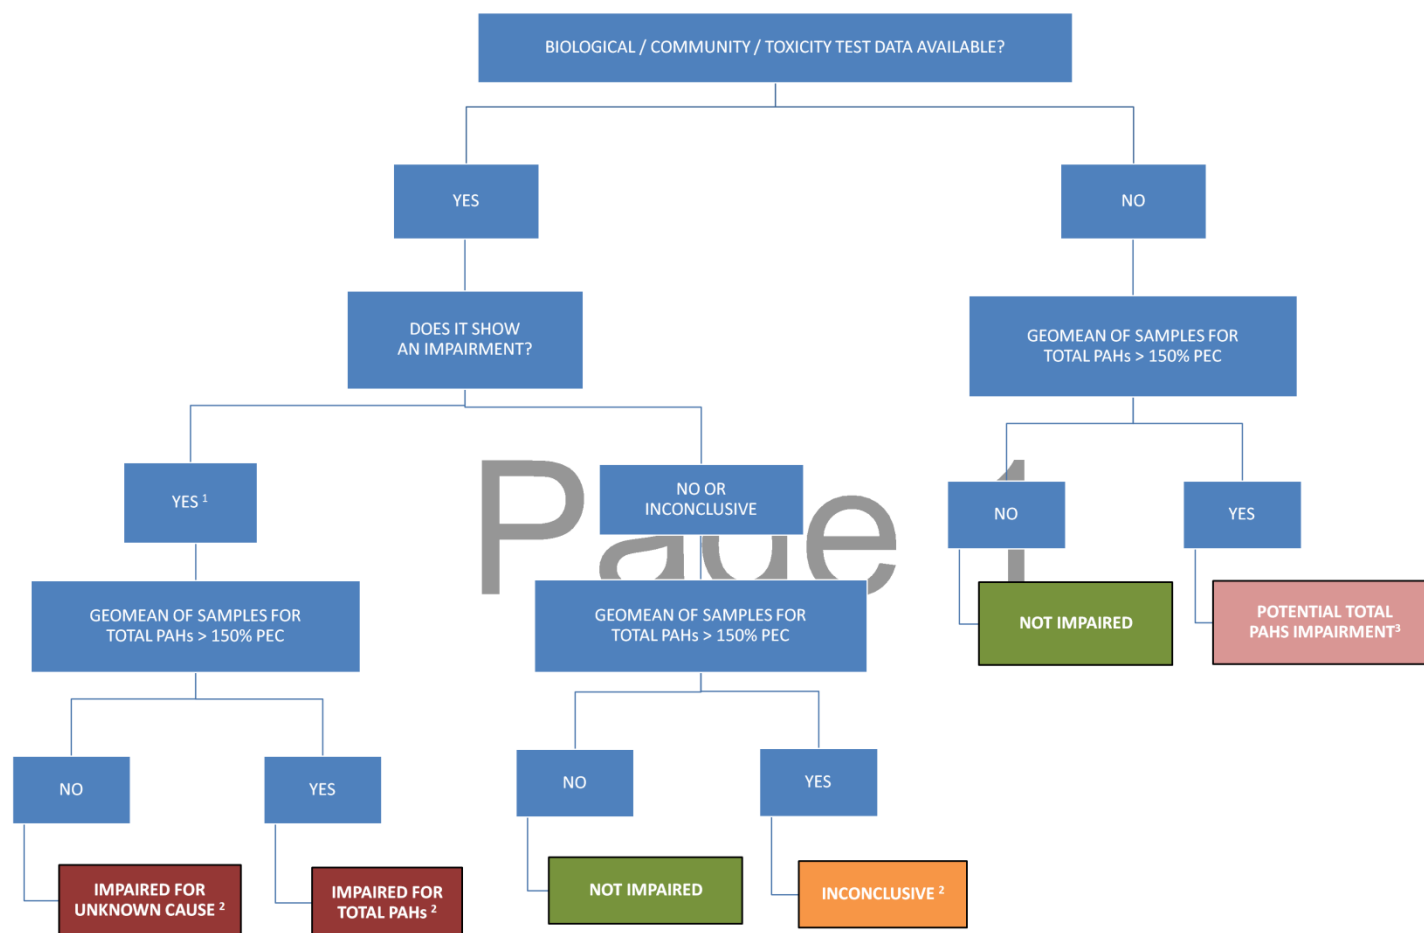 BIOLOGICAL / COMMUNITY / TOXICITY TEST DATA AVAILABLE?
YES
NO
DOES IT SHOW
AN IMPAIRMENT?
GEOMEAN OF SAMPLES FOR
TOTAL PAHs > 150% PEC
YES ¹
NO OR
INCONCLUSIVE
NO
YES
Page 1
GEOMEAN OF SAMPLES FOR
TOTAL PAHs > 150% PEC
GEOMEAN OF SAMPLES FOR
TOTAL PAHs > 150% PEC
NOT IMPAIRED
POTENTIAL TOTAL
PAHS IMPAIRMENT³
NO
YES
NO
YES
IMPAIRED FOR
UNKNOWN CAUSE ²
IMPAIRED FOR
TOTAL PAHs ²
NOT IMPAIRED
INCONCLUSIVE ²